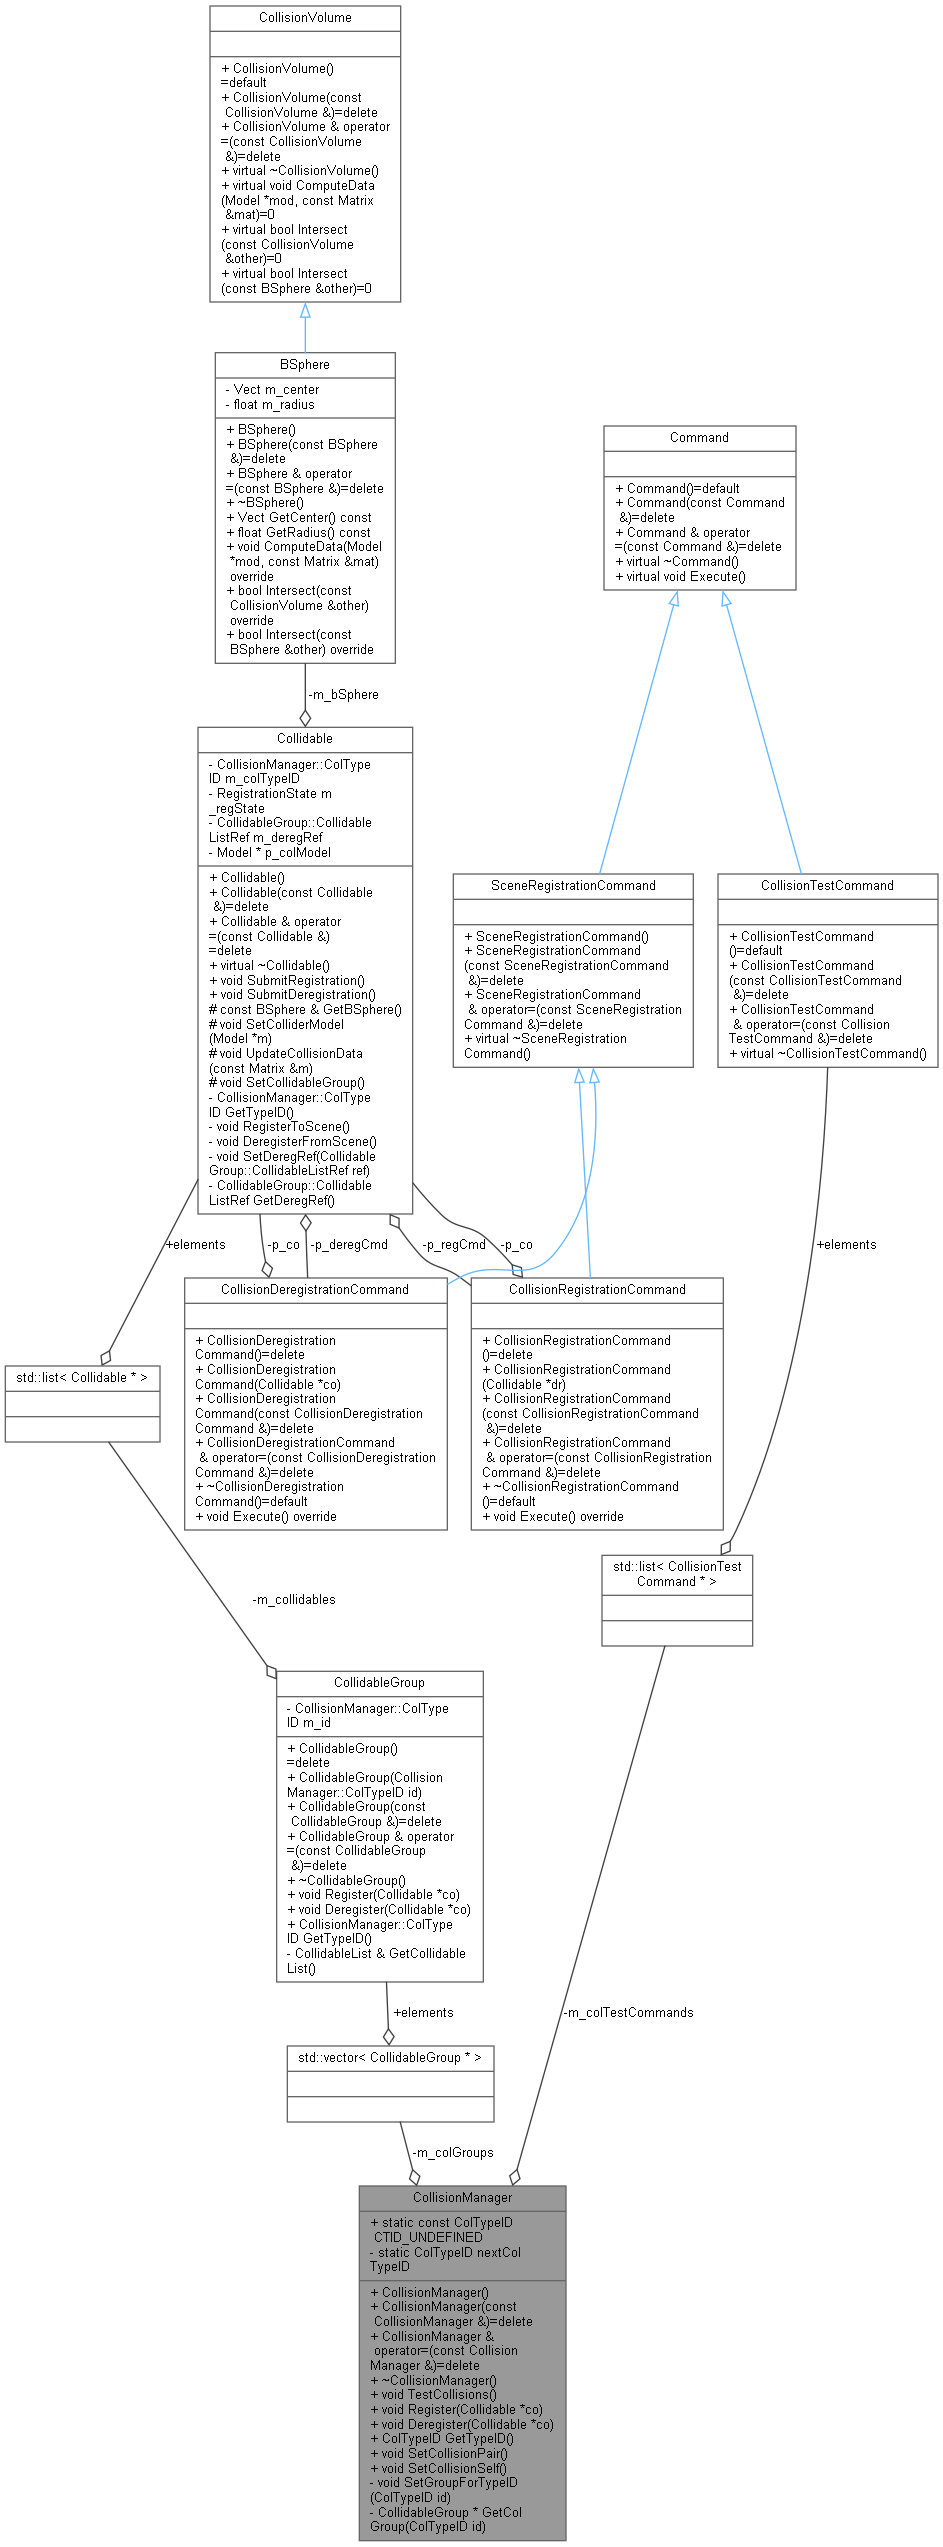 CollisionVolume
+ CollisionVolume()
=default
+ CollisionVolume(const
CollisionVolume &)=delete
+ CollisionVolume & operator
=(const CollisionVolume
&)=delete
+ virtual ~CollisionVolume()
+ virtual void ComputeData
(Model *mod, const Matrix
&mat)=0
+ virtual bool Intersect
(const CollisionVolume
&other)=0
+ virtual bool Intersect
(const BSphere &other)=0
BSphere
- Vect m_center
- float m_radius
+ BSphere()
+ BSphere(const BSphere
&)=delete
+ BSphere & operator
=(const BSphere &)=delete
+ ~BSphere()
+ Vect GetCenter() const
+ float GetRadius() const
+ void ComputeData(Model
*mod, const Matrix &mat)
override
+ bool Intersect(const
CollisionVolume &other)
override
+ bool Intersect(const
BSphere &other) override
Command
+ Command()=default
+ Command(const Command
&)=delete
+ Command & operator
=(const Command &)=delete
+ virtual ~Command()
+ virtual void Execute()
-m_bSphere
Collidable
- CollisionManager::ColType
ID m_colTypeID
- RegistrationState m
_regState
- CollidableGroup::Collidable
ListRef m_deregRef
- Model * p_colModel
+ Collidable()
+ Collidable(const Collidable
&)=delete
+ Collidable & operator
=(const Collidable &)
=delete
+ virtual ~Collidable()
+ void SubmitRegistration()
+ void SubmitDeregistration()
# const BSphere & GetBSphere()
# void SetColliderModel
(Model *m)
# void UpdateCollisionData
(const Matrix &m)
# void SetCollidableGroup()
- CollisionManager::ColType
ID GetTypeID()
- void RegisterToScene()
- void DeregisterFromScene()
- void SetDeregRef(Collidable
Group::CollidableListRef ref)
- CollidableGroup::Collidable
ListRef GetDeregRef()
SceneRegistrationCommand
+ SceneRegistrationCommand()
+ SceneRegistrationCommand
(const SceneRegistrationCommand
&)=delete
+ SceneRegistrationCommand
& operator=(const SceneRegistration
Command &)=delete
+ virtual ~SceneRegistration
Command()
CollisionTestCommand
+ CollisionTestCommand
()=default
+ CollisionTestCommand
(const CollisionTestCommand
&)=delete
+ CollisionTestCommand
& operator=(const Collision
TestCommand &)=delete
+ virtual ~CollisionTestCommand()
+elements
-p_co
-p_deregCmd
-p_regCmd
-p_co
+elements
CollisionDeregistrationCommand
+ CollisionDeregistration
Command()=delete
+ CollisionDeregistration
Command(Collidable *co)
+ CollisionDeregistration
Command(const CollisionDeregistration
Command &)=delete
+ CollisionDeregistrationCommand
& operator=(const CollisionDeregistration
Command &)=delete
+ ~CollisionDeregistration
Command()=default
+ void Execute() override
CollisionRegistrationCommand
+ CollisionRegistrationCommand
()=delete
+ CollisionRegistrationCommand
(Collidable *dr)
+ CollisionRegistrationCommand
(const CollisionRegistrationCommand
&)=delete
+ CollisionRegistrationCommand
& operator=(const CollisionRegistration
Command &)=delete
+ ~CollisionRegistrationCommand
()=default
+ void Execute() override
std::list< Collidable * >
std::list< CollisionTest
Command * >
-m_collidables
CollidableGroup
- CollisionManager::ColType
ID m_id
+ CollidableGroup()
=delete
+ CollidableGroup(Collision
Manager::ColTypeID id)
+ CollidableGroup(const
CollidableGroup &)=delete
+ CollidableGroup & operator
=(const CollidableGroup
&)=delete
+ ~CollidableGroup()
+ void Register(Collidable *co)
+ void Deregister(Collidable *co)
+ CollisionManager::ColType
ID GetTypeID()
- CollidableList & GetCollidable
List()
+elements
-m_colTestCommands
std::vector< CollidableGroup * >
-m_colGroups
CollisionManager
+ static const ColTypeID
CTID_UNDEFINED
- static ColTypeID nextCol
TypeID
+ CollisionManager()
+ CollisionManager(const
CollisionManager &)=delete
+ CollisionManager &
operator=(const Collision
Manager &)=delete
+ ~CollisionManager()
+ void TestCollisions()
+ void Register(Collidable *co)
+ void Deregister(Collidable *co)
+ ColTypeID GetTypeID()
+ void SetCollisionPair()
+ void SetCollisionSelf()
- void SetGroupForTypeID
(ColTypeID id)
- CollidableGroup * GetCol
Group(ColTypeID id)